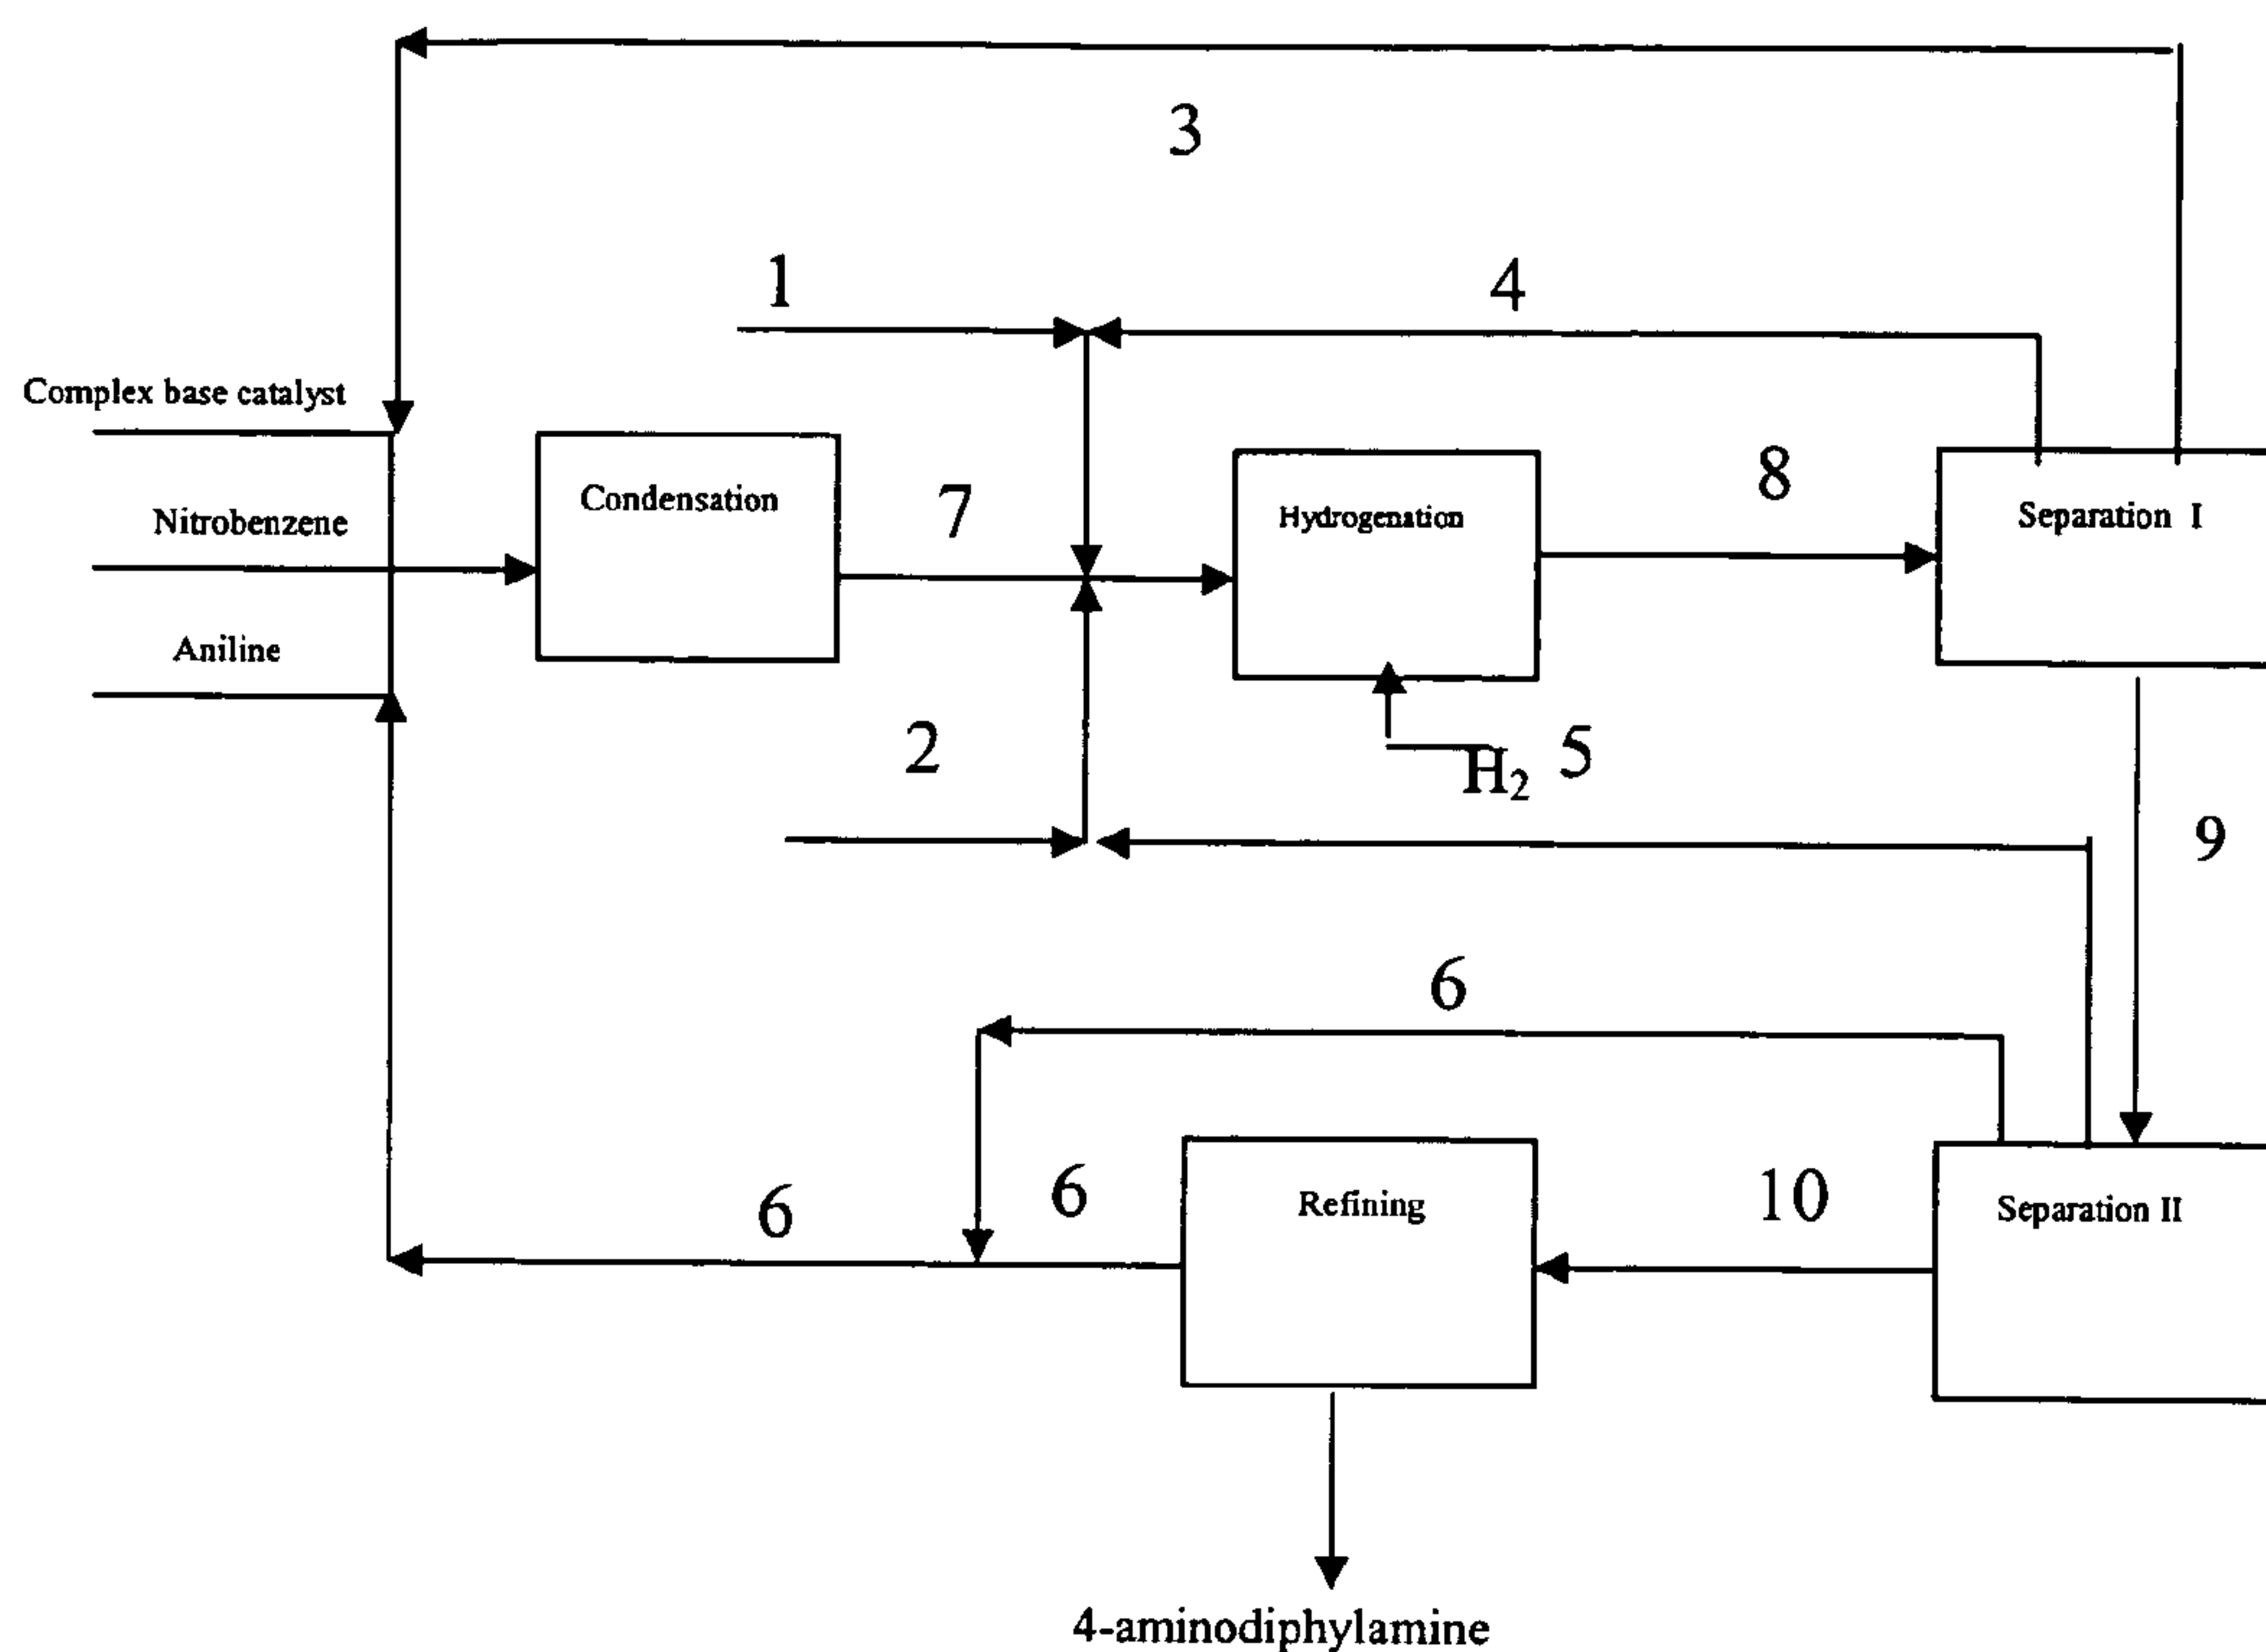 3
1
4
Complex base catalyst
8
Condensation
Separation I
7
Hydrogenation
Nitrobenzene
Aniline
2
H₂ 5
9
6
6
6
Refining
10
Separation II
4-aminodiphylamine